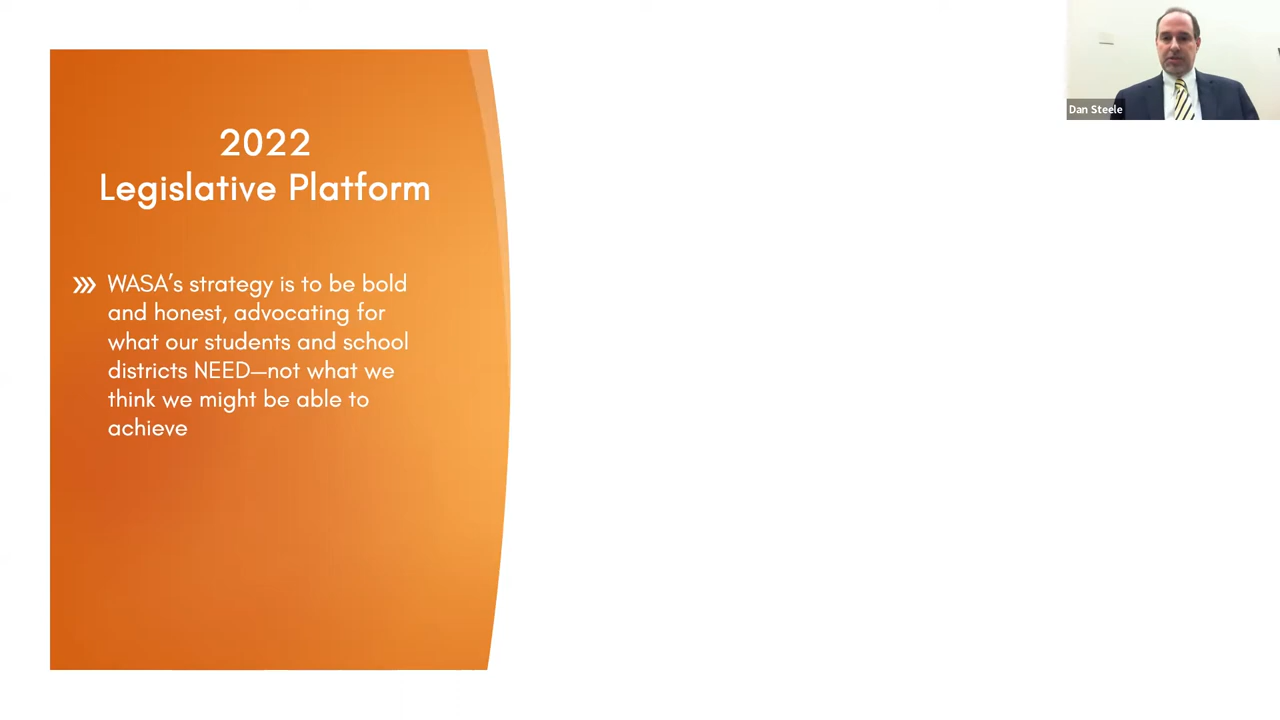 2022
Legislative Platform
WASA's strategy is to be bold
and honest, advocating for
what our students and school
districts NEED—not what we
think we might be able to
achieve
Dan Steele